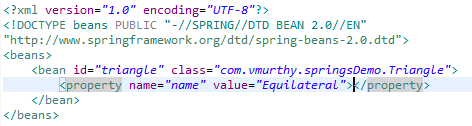 <?xml version="1.0" encoding="UTF-8"?>
<!DOCTYPE beans PUBLIC "-//SPRING//DTD BEAN 2.0//EN"
"http://www.springframework.org/dtd/spring-beans-2.0.dtd">
<beans>
<bean id="triangle" class="com.vmurthy.springsDemo.Triangle">
<property name="name" value="Equilateral"></property>
</bean>
</beans>